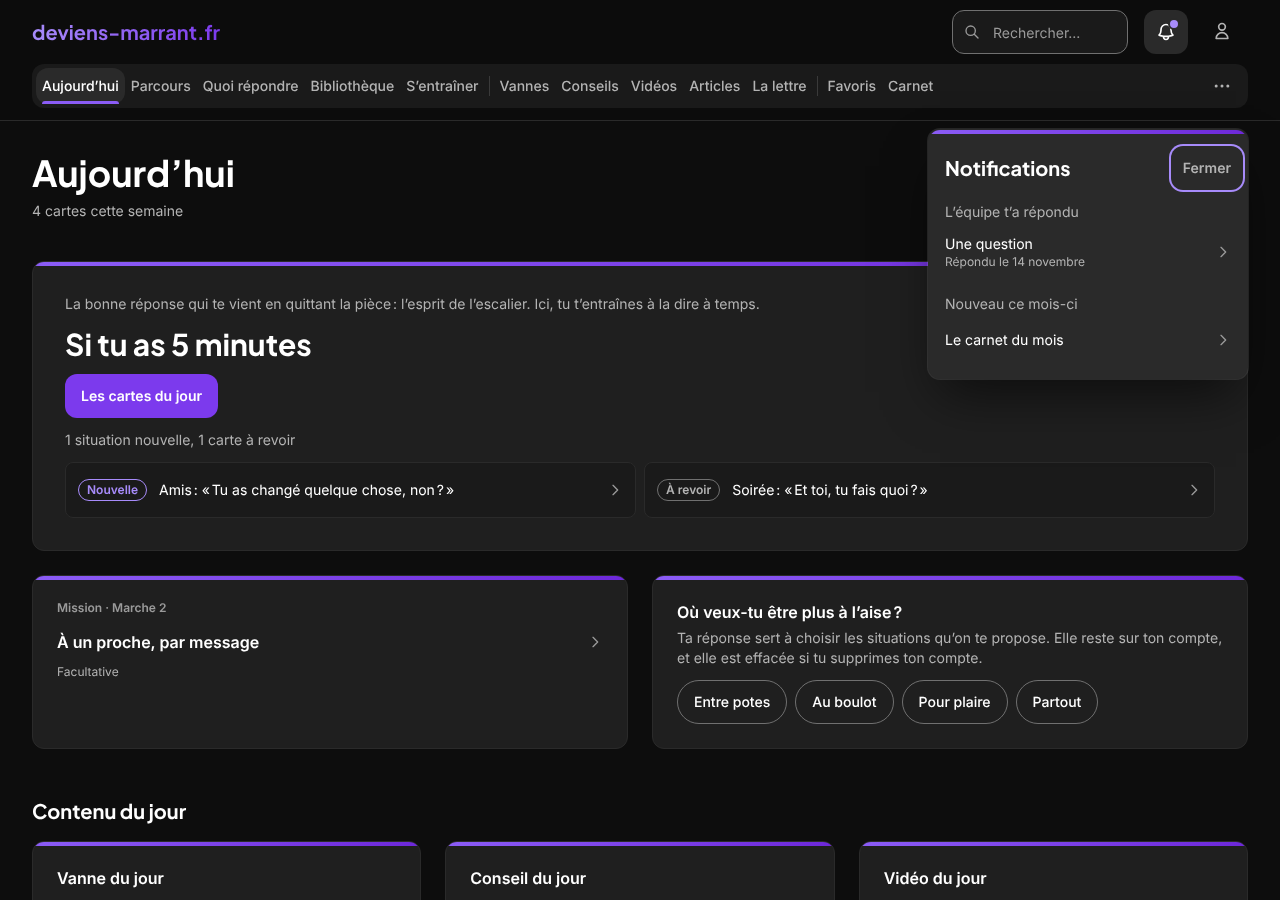 deviens-marrant.fr
Rechercher...
Aujourd’hui
Parcours
Quoi répondre
Bibliothèque
S’entraîner
Vannes
Conseils
Vidéos
Articles
La lettre
Favoris
Carnet
Aujourd’hui
4 cartes cette semaine
Notifications
Fermer
L’équipe t’a répondu
Une question
Répondu le 14 novembre
Nouveau ce mois-ci
Le carnet du mois
La bonne réponse qui te vient en quittant la pièce : l’esprit de l’escalier. Ici, tu t’entraînes à la dire à temps.
Si tu as 5 minutes
Les cartes du jour
1 situation nouvelle, 1 carte à revoir
Nouvelle
Amis : « Tu as changé quelque chose, non ? »
À revoir
Soirée : « Et toi, tu fais quoi ? »
Mission · Marche 2
À un proche, par message
Facultative
Où veux-tu être plus à l’aise ?
Ta réponse sert à choisir les situations qu’on te propose. Elle reste sur ton compte,
et elle est effacée si tu supprimes ton compte.
Entre potes
Au boulot
Pour plaire
Partout
Contenu du jour
Vanne du jour
Conseil du jour
Vidéo du jour